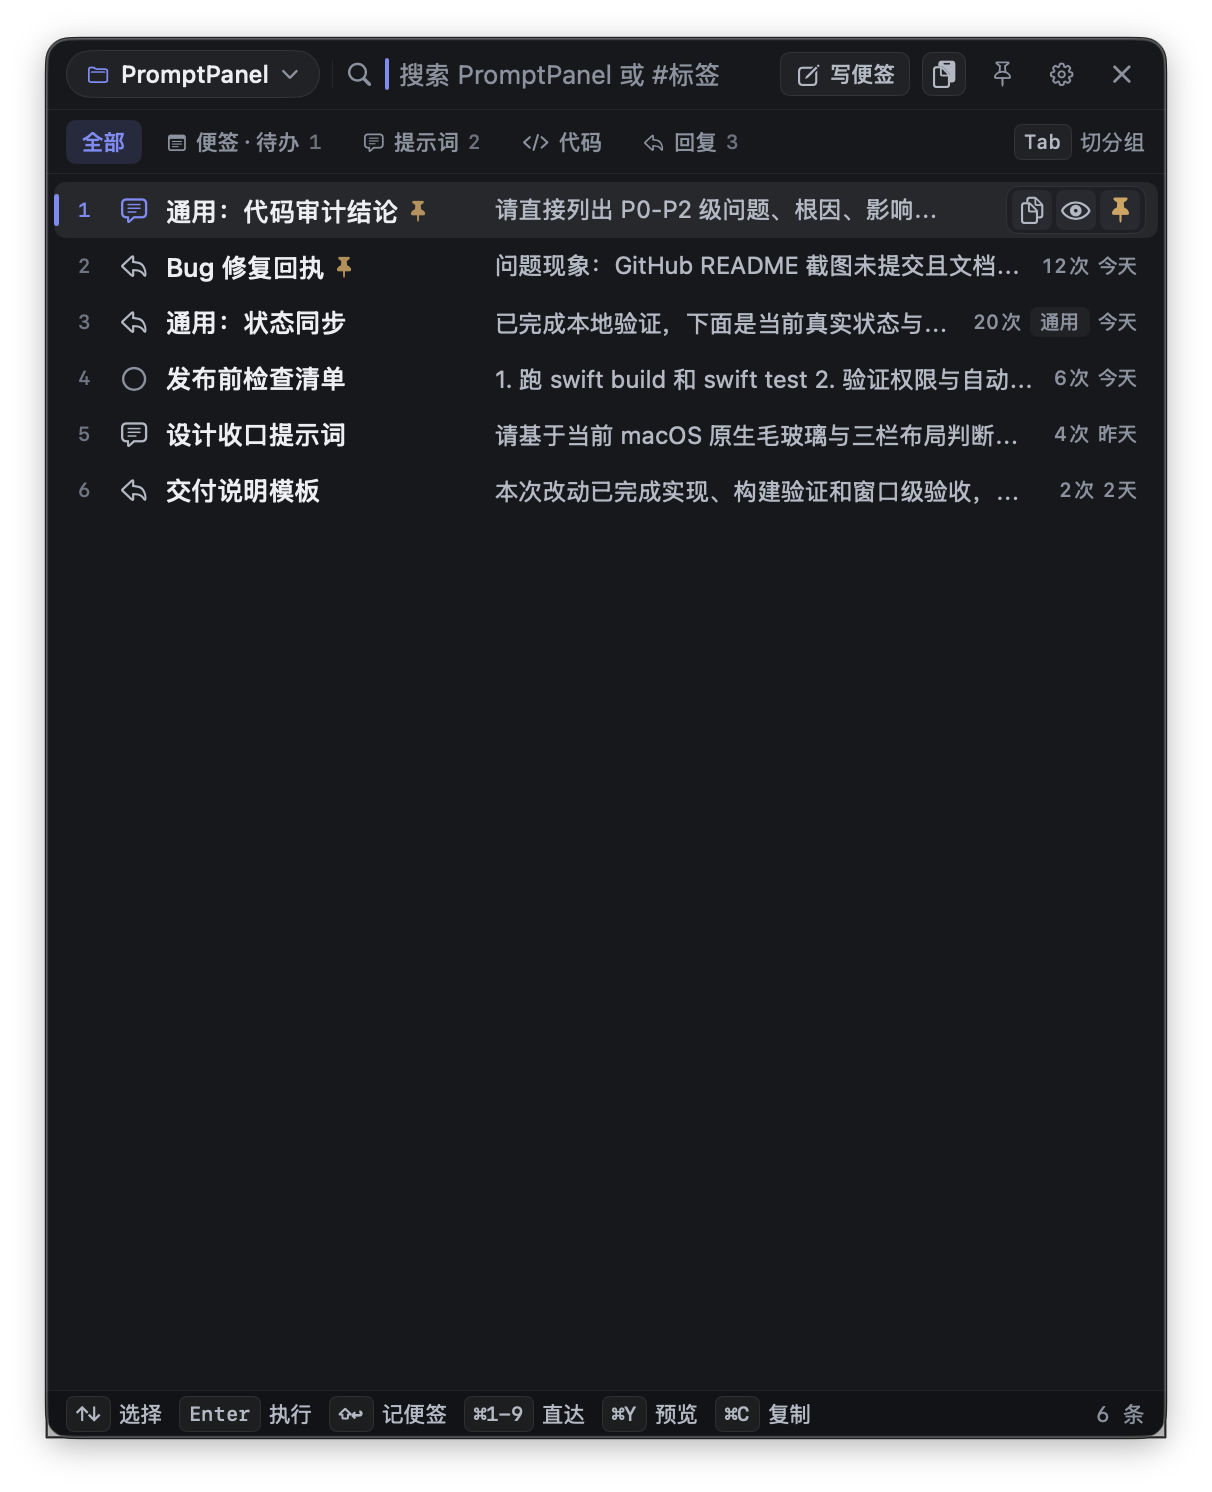 PromptPanel 搜索 PromptPanel 或 #标签 写便签
全部 便签 · 待办 1 提示词 2 </> 代码 回复 3 Tab 切分组
1 通用：代码审计结论 请直接列出 P0-P2 级问题、根因、影响…
2 Bug 修复回执 问题现象：GitHub README 截图未提交且文档… 12次 今天
3 通用：状态同步 已完成本地验证，下面是当前真实状态与… 20次 通用 今天
4 发布前检查清单 1. 跑 swift build 和 swift test 2. 验证权限与自动… 6次 今天
5 设计收口提示词 请基于当前 macOS 原生毛玻璃与三栏布局判断… 4次 昨天
6 交付说明模板 本次改动已完成实现、构建验证和窗口级验收，… 2次 2天
↑↓ 选择 Enter 执行 ⇧↩ 记便签 ⌘1–9 直达 ⌘Y 预览 ⌘C 复制 6 条